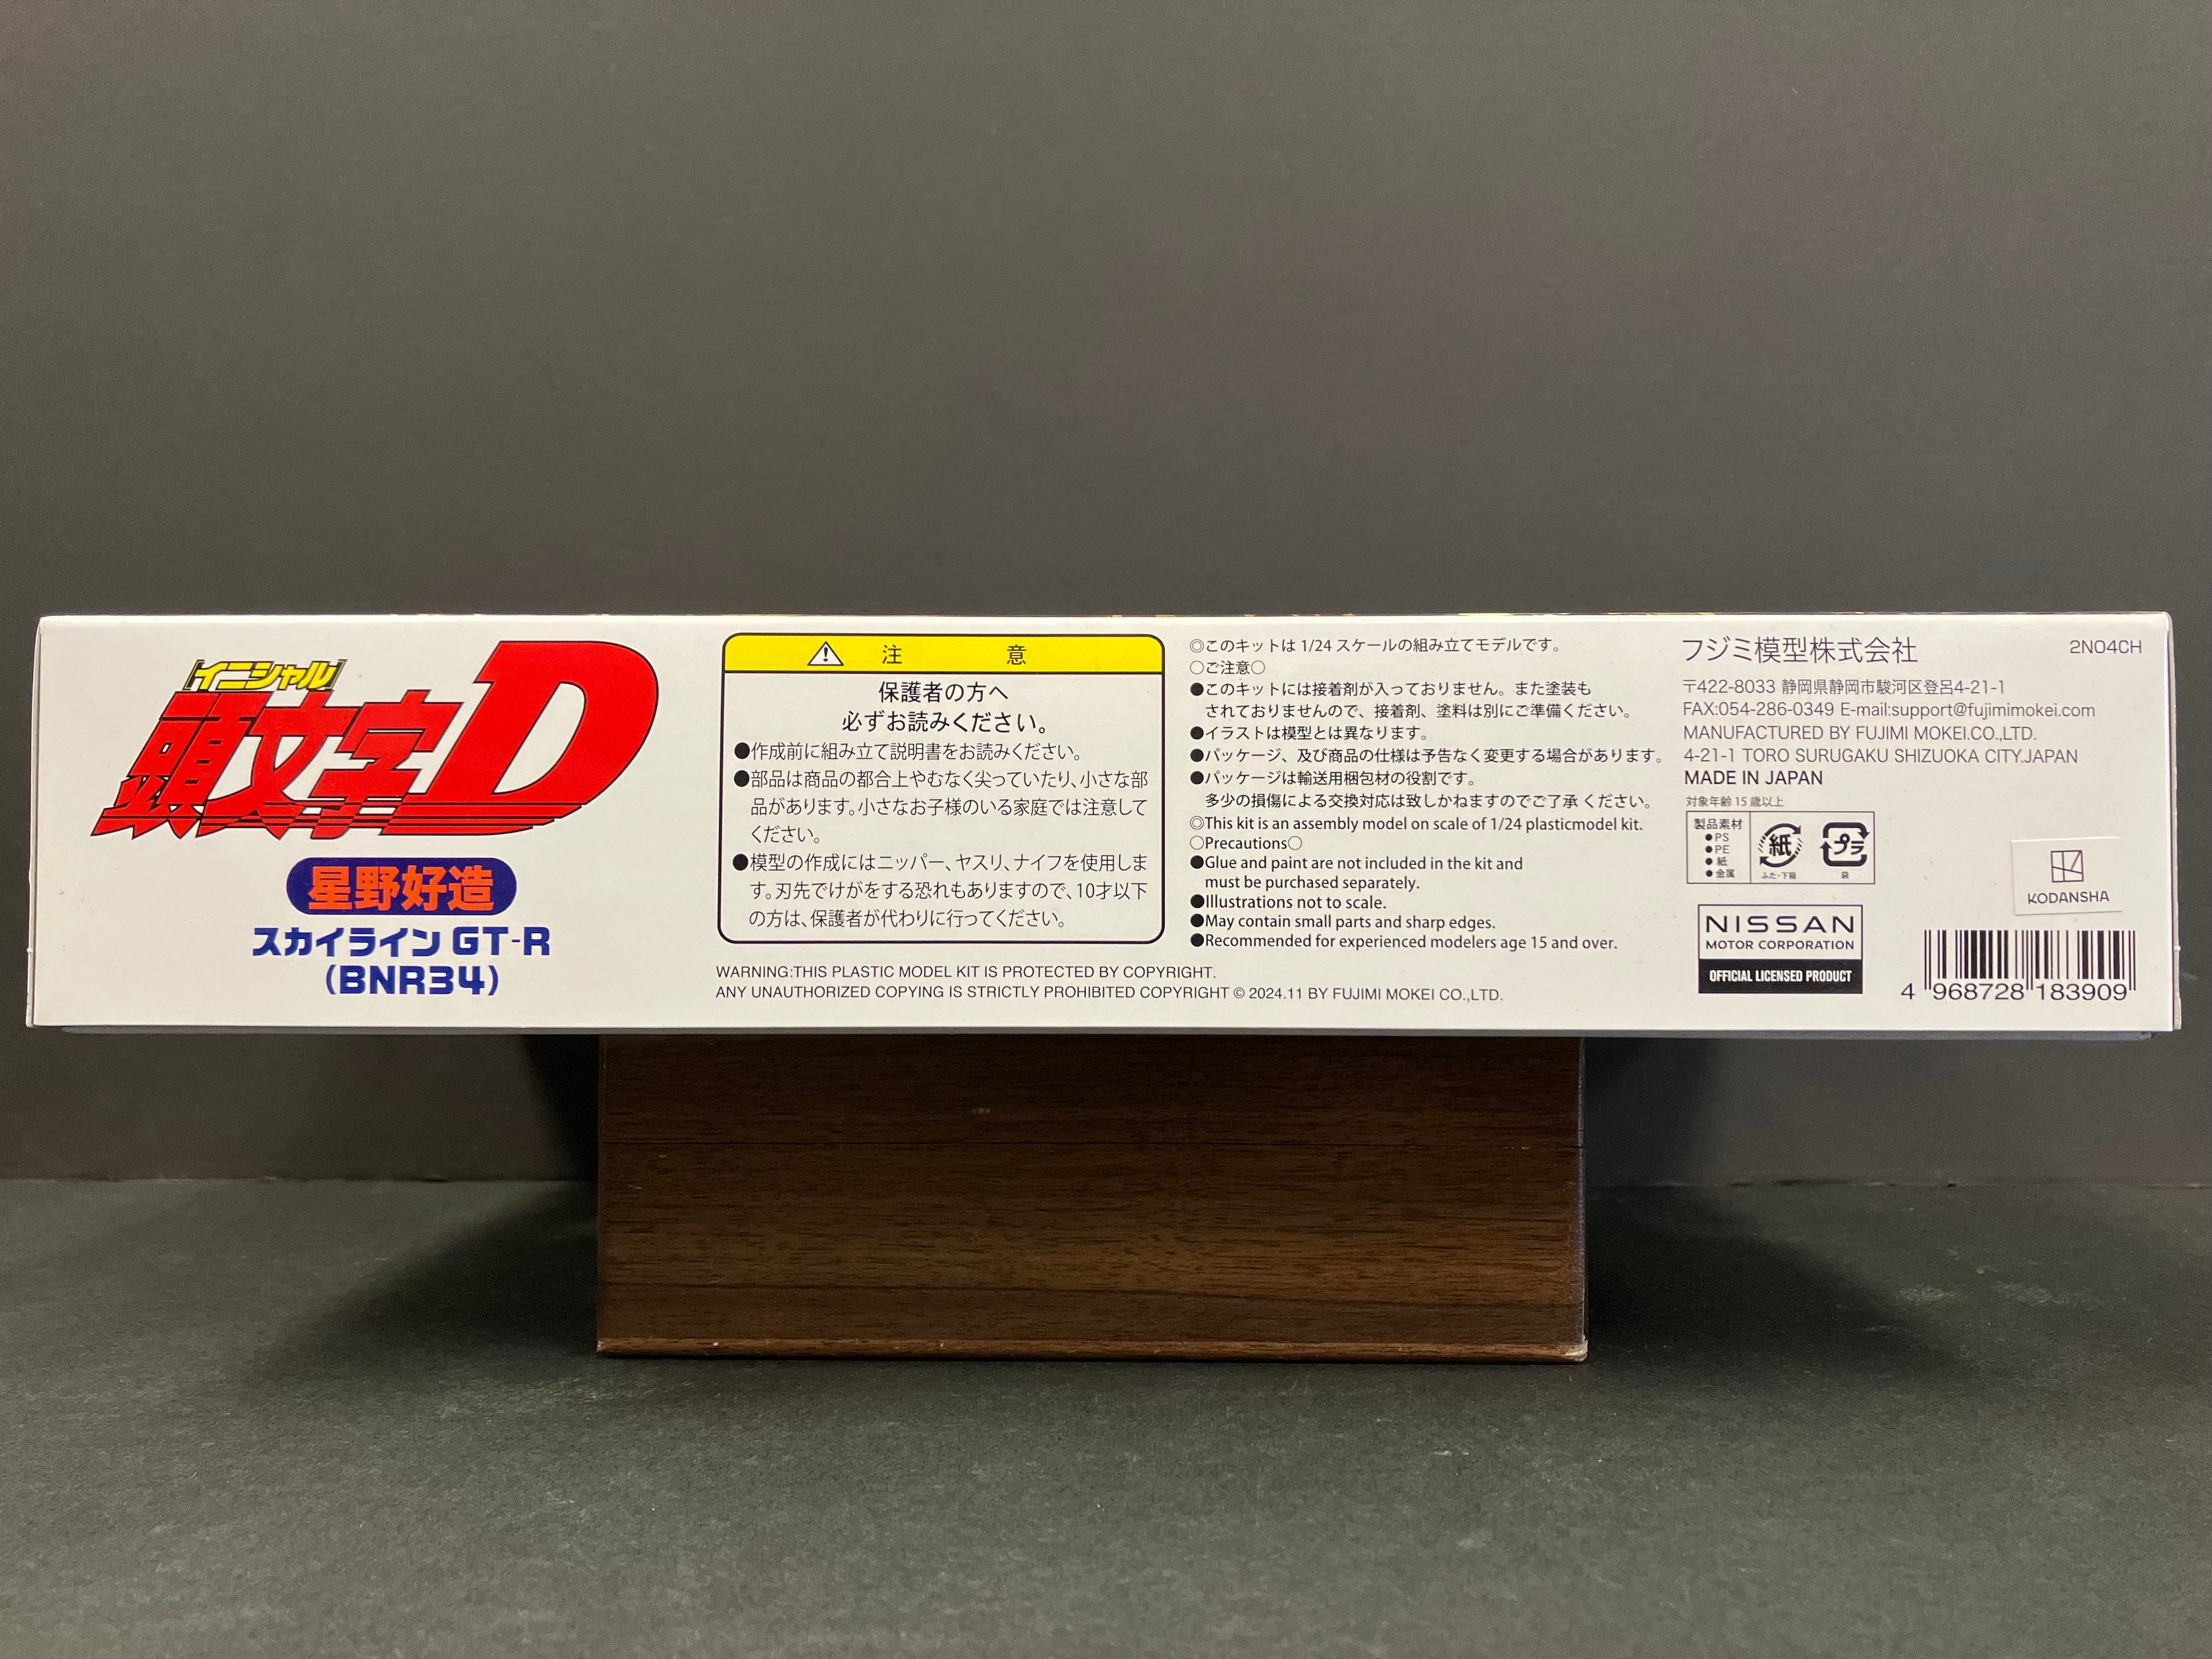 イニシャル
頭文字D
星野好造
スカイライン GT-R
(BNR34)
⚠ 注 意
保護者の方へ
必ずお読みください。
●作成前に組み立て説明書をお読みください。
●部品は商品の都合上やむなく尖っていたり、小さな部
品があります。小さなお子様のいる家庭では注意して
ください。
●模型の作成にはニッパー、ヤスリ、ナイフを使用しま
す。刃先でけがをする恐れもありますので、10才以下
の方は、保護者が代わりに行ってください。
WARNING:THIS PLASTIC MODEL KIT IS PROTECTED BY COPYRIGHT.
ANY UNAUTHORIZED COPYING IS STRICTLY PROHIBITED COPYRIGHT © 2024.11 BY FUJIMI MOKEI CO.,LTD.
◎このキットは 1/24 スケールの組み立てモデルです。
○ご注意○
●このキットには接着剤が入っておりません。また塗装も
されておりませんので、接着剤、塗料は別にご準備ください。
●イラストは模型とは異なります。
●パッケージ、及び商品の仕様は予告なく変更する場合があります。
●パッケージは輸送用梱包材の役割です。
多少の損傷による交換対応は致しかねますのでご了承 ください。
◎This kit is an assembly model on scale of 1/24 plasticmodel kit.
○Precautions○
●Glue and paint are not included in the kit and
must be purchased separately.
●Illustrations not to scale.
●May contain small parts and sharp edges.
●Recommended for experienced modelers age 15 and over.
フジミ模型株式会社
2N04CH
〒422-8033 静岡県静岡市駿河区登呂4-21-1
FAX:054-286-0349 E-mail:support@fujimimokei.com
MANUFACTURED BY FUJIMI MOKEI.CO.,LTD.
4-21-1 TORO SURUGAKU SHIZUOKA CITY.JAPAN
MADE IN JAPAN
対象年齢 15 歳以上
製品素材
●PS
●PE
●紙
●金属
紙
ふた・下箱
プラ
袋
NISSAN
MOTOR CORPORATION
OFFICIAL LICENSED PRODUCT
KODANSHA
4 968728 183909